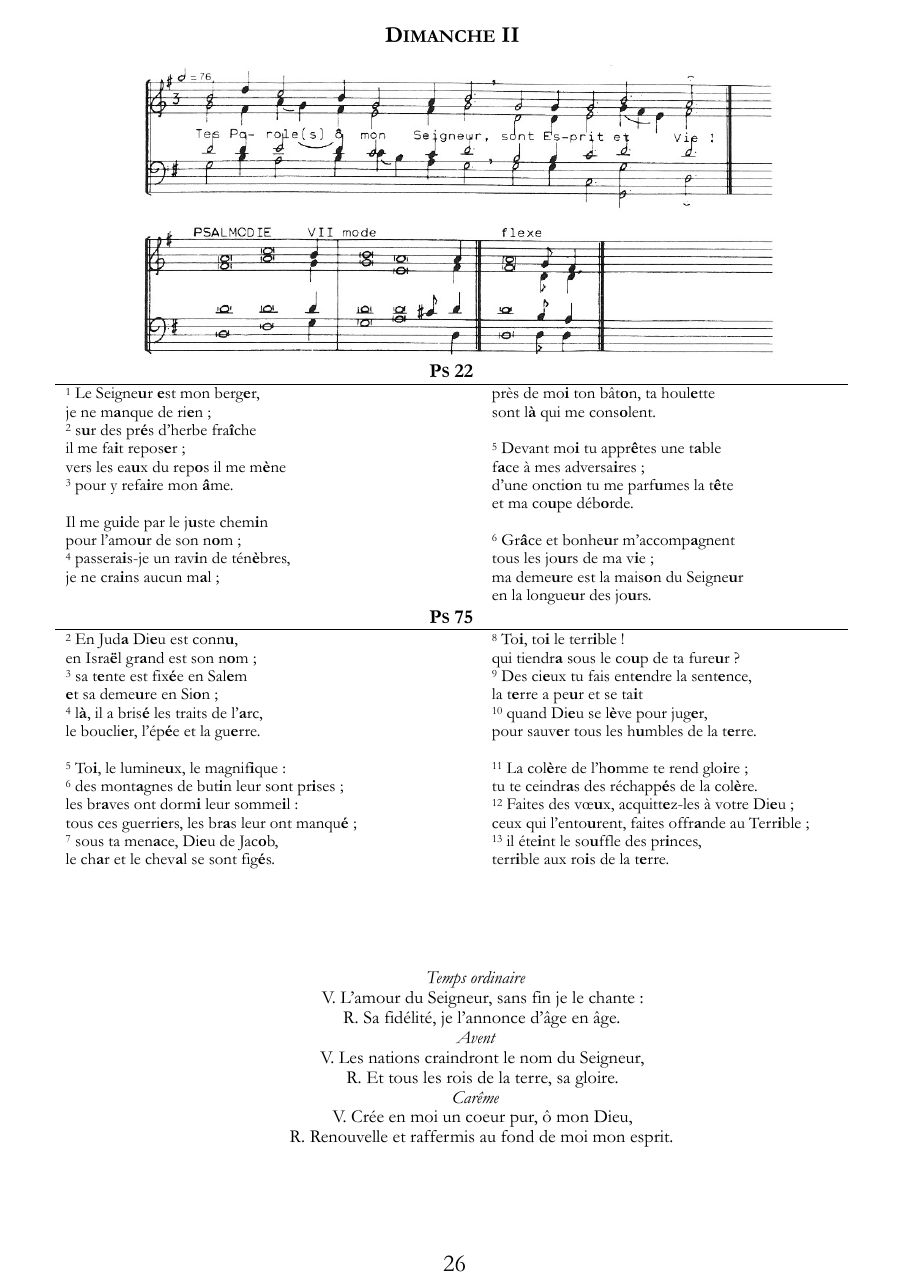 DIMANCHE II
𝅗𝅥 = 76
3
Tes Pa- role(s) ô mon Seigneur, sont Es-prit et Vie !
PSALMODIE VII mode flexe
PS 22
1 Le Seigneur est mon berger,
je ne manque de rien ;
2 sur des prés d’herbe fraîche
il me fait reposer ;
vers les eaux du repos il me mène
3 pour y refaire mon âme.
Il me guide par le juste chemin
pour l’amour de son nom ;
4 passerais-je un ravin de ténèbres,
je ne crains aucun mal ;
près de moi ton bâton, ta houlette
sont là qui me consolent.
5 Devant moi tu apprêtes une table
face à mes adversaires ;
d’une onction tu me parfumes la tête
et ma coupe déborde.
6 Grâce et bonheur m’accompagnent
tous les jours de ma vie ;
ma demeure est la maison du Seigneur
en la longueur des jours.
PS 75
2 En Juda Dieu est connu,
en Israël grand est son nom ;
3 sa tente est fixée en Salem
et sa demeure en Sion ;
4 là, il a brisé les traits de l’arc,
le bouclier, l’épée et la guerre.
5 Toi, le lumineux, le magnifique :
6 des montagnes de butin leur sont prises ;
les braves ont dormi leur sommeil :
tous ces guerriers, les bras leur ont manqué ;
7 sous ta menace, Dieu de Jacob,
le char et le cheval se sont figés.
8 Toi, toi le terrible !
qui tiendra sous le coup de ta fureur ?
9 Des cieux tu fais entendre la sentence,
la terre a peur et se tait
10 quand Dieu se lève pour juger,
pour sauver tous les humbles de la terre.
11 La colère de l’homme te rend gloire ;
tu te ceindras des réchappés de la colère.
12 Faites des vœux, acquittez-les à votre Dieu ;
ceux qui l’entourent, faites offrande au Terrible ;
13 il éteint le souffle des princes,
terrible aux rois de la terre.
Temps ordinaire
V. L’amour du Seigneur, sans fin je le chante :
R. Sa fidélité, je l’annonce d’âge en âge.
Avent
V. Les nations craindront le nom du Seigneur,
R. Et tous les rois de la terre, sa gloire.
Carême
V. Crée en moi un coeur pur, ô mon Dieu,
R. Renouvelle et raffermis au fond de moi mon esprit.
26